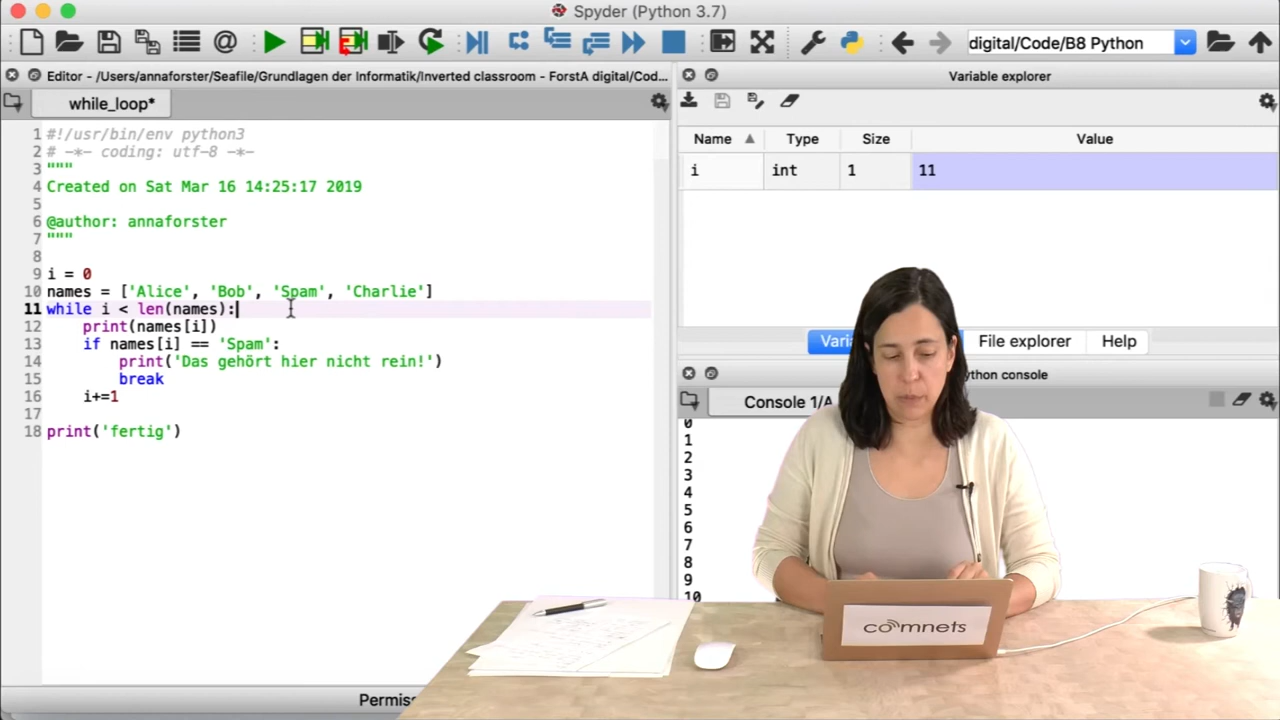 Spyder (Python 3.7)
digital/Code/B8 Python
Editor - /Users/annaforster/Seafile/Grundlagen der Informatik/Inverted classroom - ForstA digital/Cod...
Variable explorer
while_loop*
Name Type Size Value
i int 1 11
1 #!/usr/bin/env python3
2 # -*- coding: utf-8 -*-
3 """
4 Created on Sat Mar 16 14:25:17 2019
5
6 @author: annaforster
7 """
8
9 i = 0
10 names = ['Alice', 'Bob', 'Spam', 'Charlie']
11 while i < len(names):
12 print(names[i])
13 if names[i] == 'Spam':
14 print('Das gehört hier nicht rein!')
15 break
16 i+=1
17
18 print('fertig')
Varia
File explorer
Help
ython console
Console 1/A
0
1
2
3
4
5
6
7
8
9
10
Permis
comnets